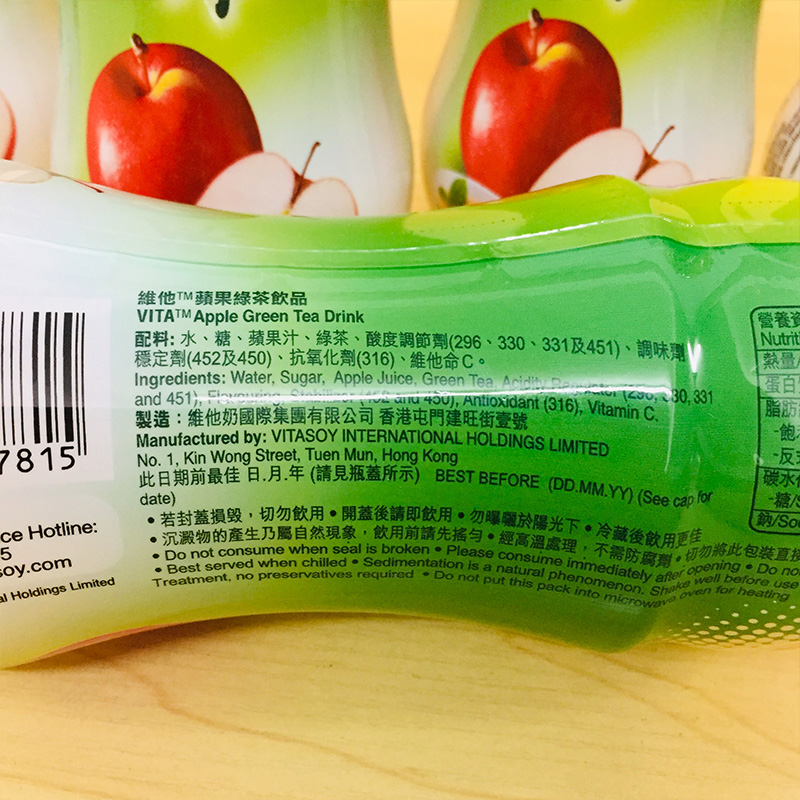 維他™蘋果綠茶飲品
VITA™ Apple Green Tea Drink
配料: 水、糖、蘋果汁、綠茶、酸度調節劑(296、330、331及451)、調味劑、
穩定劑(452及450)、抗氧化劑(316)、維他命C。
Ingredients: Water, Sugar, Apple Juice, Green Tea, Acidity Regulator (296, 330, 331
and 451), Flavouring, Stabilizer (452 and 450), Antioxidant (316), Vitamin C.
製造：維他奶國際集團有限公司 香港屯門建旺街壹號
Manufactured by: VITASOY INTERNATIONAL HOLDINGS LIMITED
No. 1, Kin Wong Street, Tuen Mun, Hong Kong
此日期前最佳 日.月.年 (請見瓶蓋所示) BEST BEFORE (DD.MM.YY) (See cap for
date)
• 若封蓋損毀，切勿飲用 • 開蓋後請即飲用 • 勿曝曬於陽光下 • 冷藏後飲用更佳
• 沉澱物的產生乃屬自然現象，飲用前請先搖勻 • 經高溫處理，不需防腐劑 • 切勿將此包裝直接
• Do not consume when seal is broken • Please consume immediately after opening • Do not
• Best served when chilled • Sedimentation is a natural phenomenon. Shake well before use
Treatment, no preservatives required • Do not put this pack into microwave oven for heating
7815
ce Hotline:
5
soy.com
al Holdings Limited
營養資
Nutriti
熱量/
蛋白
脂肪
-飽
-反
碳水
-糖/S
鈉/So